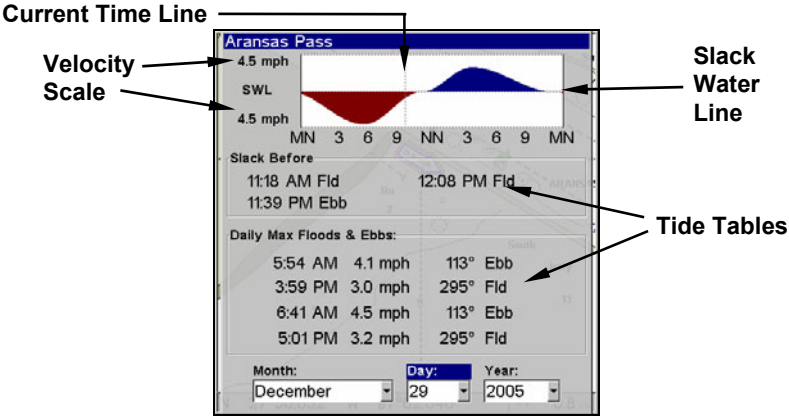 Current Time Line
Aransas Pass
Velocity
Scale
4.5 mph
SWL
4.5 mph
Slack
Water
Line
MN 3 6 9 NN 3 6 9 MN
Slack Before
11:18 AM Fld 12:08 PM Fld
11:39 PM Ebb
Tide Tables
Daily Max Floods & Ebbs:
South
5:54 AM 4.1 mph 113° Ebb
3:59 PM 3.0 mph 295° Fld
6:41 AM 4.5 mph 113° Ebb
5:01 PM 3.2 mph 295° Fld
11
Month: Day: Year:
December 29 2005